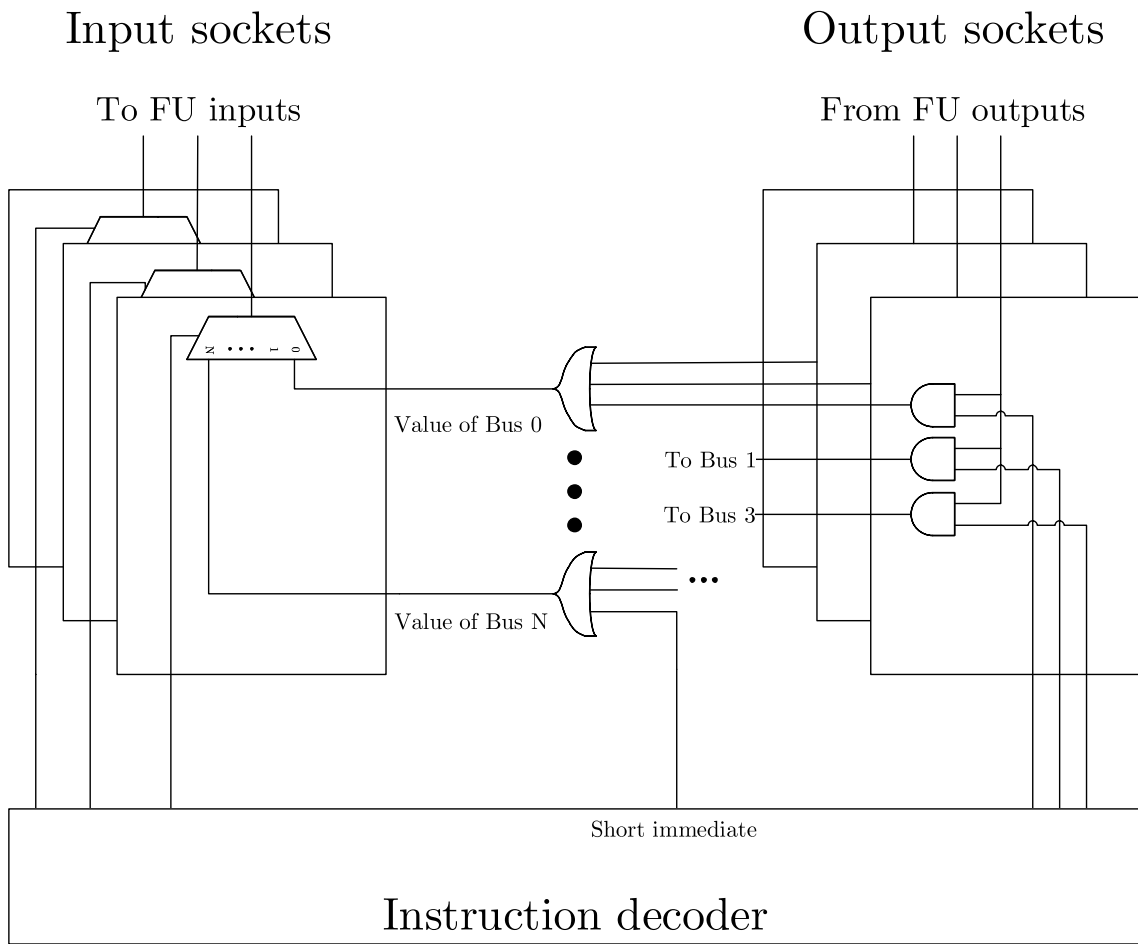 Input sockets
Output sockets
To FU inputs
From FU outputs
N ... 1 0
Value of Bus 0
To Bus 1
To Bus 3
...
Value of Bus N
Short immediate
Instruction decoder